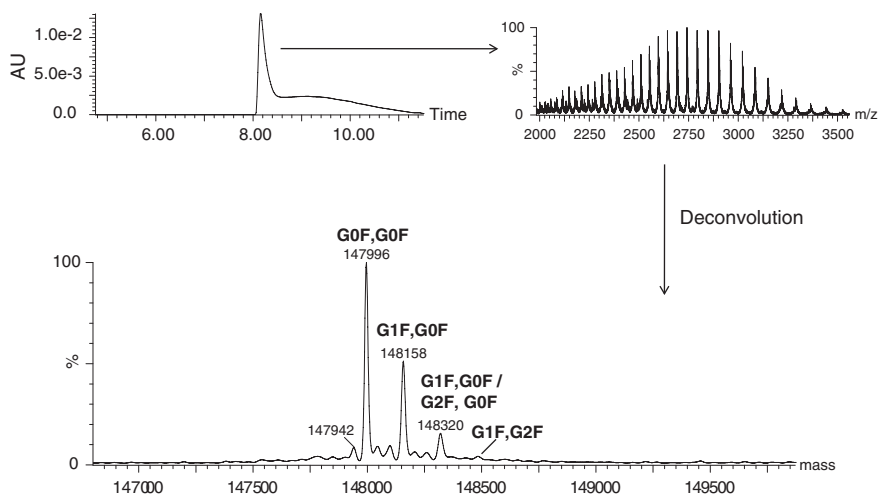 AU
1.0e-2
5.0e-3
0.0
6.00 8.00 10.00
Time
100
%
0
2000 2250 2500 2750 3000 3250 3500
m/z
Deconvolution
100
%
0
G0F,G0F
147996
G1F,G0F
148158
G1F,G0F /
G2F, G0F
148320
147942
G1F,G2F
147000 147500 148000 148500 149000 149500
mass